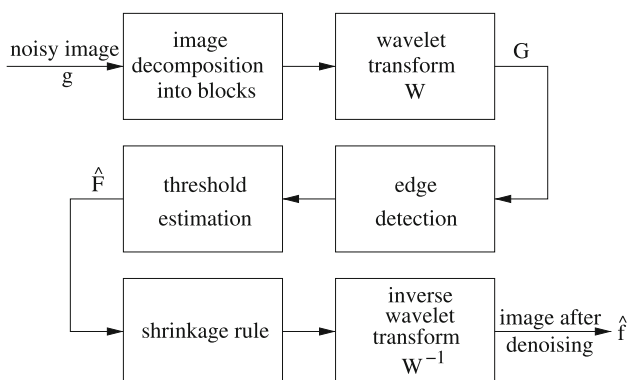 noisy image
g
image
decomposition
into blocks
wavelet
transform
W
G
F̂
threshold
estimation
edge
detection
shrinkage rule
inverse
wavelet
transform
W⁻¹
image after
denoising
f̂